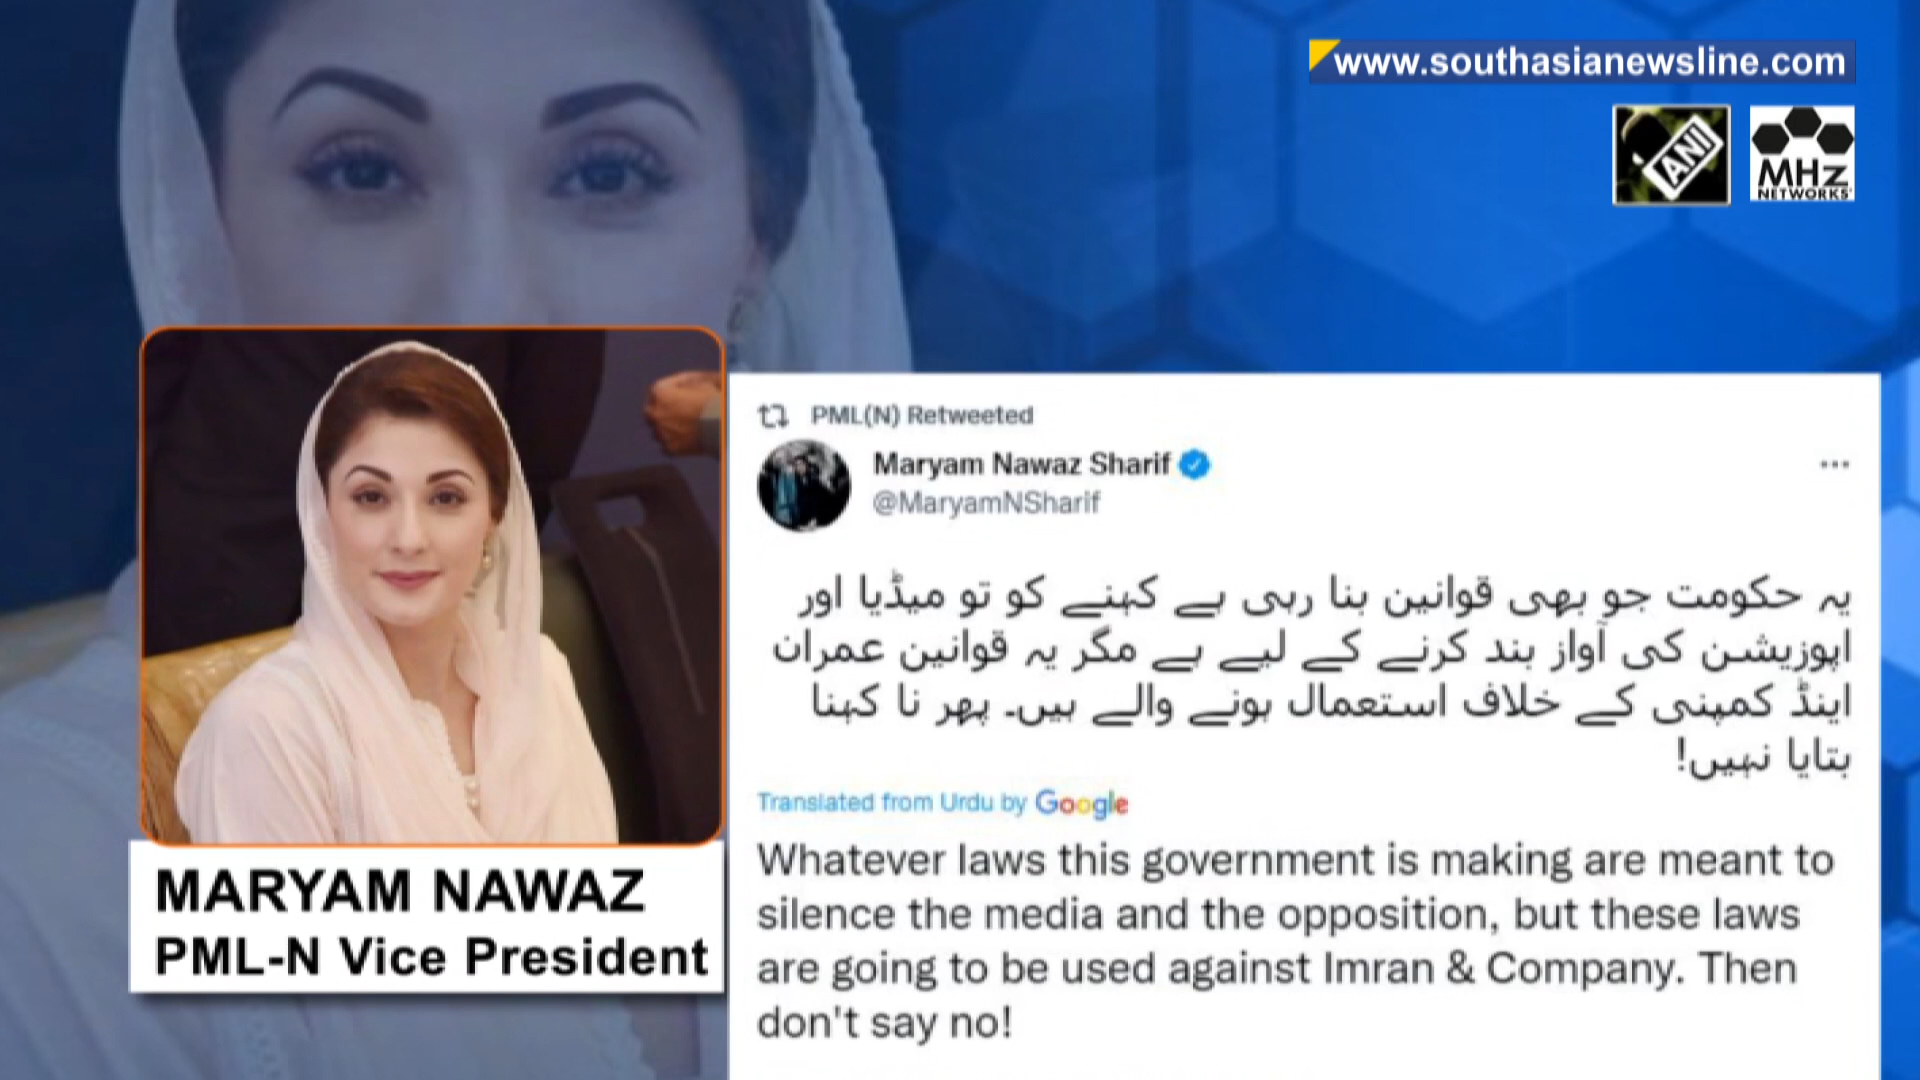 www.southasianewsline.com
ANI
MHz
NETWORKS
PML(N) Retweeted
Maryam Nawaz Sharif
@MaryamNSharif
یہ حکومت جو بھی قوانین بنا رہی ہے کہنے کو تو میڈیا اور
اپوزیشن کی آواز بند کرنے کے لیے ہے مگر یہ قوانین عمران
اینڈ کمپنی کے خلاف استعمال ہونے والے ہیں۔ پھر نا کہنا
بتایا نہیں!
Translated from Urdu by Google
Whatever laws this government is making are meant to
silence the media and the opposition, but these laws
are going to be used against Imran & Company. Then
don't say no!
MARYAM NAWAZ
PML-N Vice President